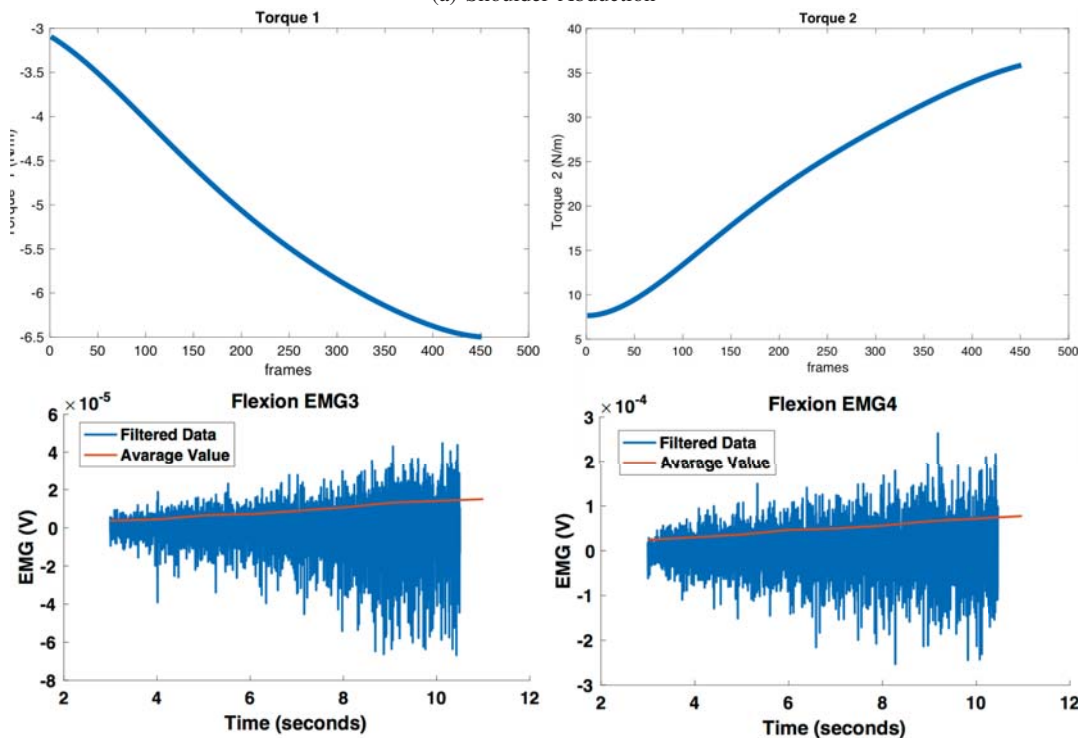 (a) Shoulder Abduction
Torque 1
-3
-3.5
-4
-4.5
-5
-5.5
-6
-6.5
(N/m)
0 50 100 150 200 250 300 350 400 450 500
frames
Torque 2
40
35
30
25
20
15
10
5
Torque 2 (N/m)
0 50 100 150 200 250 300 350 400 450 500
frames
Flexion EMG3
× 10-5
6
4
2
0
-2
-4
-6
-8
EMG (V)
Filtered Data
Avarage Value
2 4 6 8 10 12
Time (seconds)
Flexion EMG4
× 10-4
3
2
1
0
-1
-2
-3
EMG (V)
Filtered Data
Avarage Value
2 4 6 8 10 12
Time (seconds)